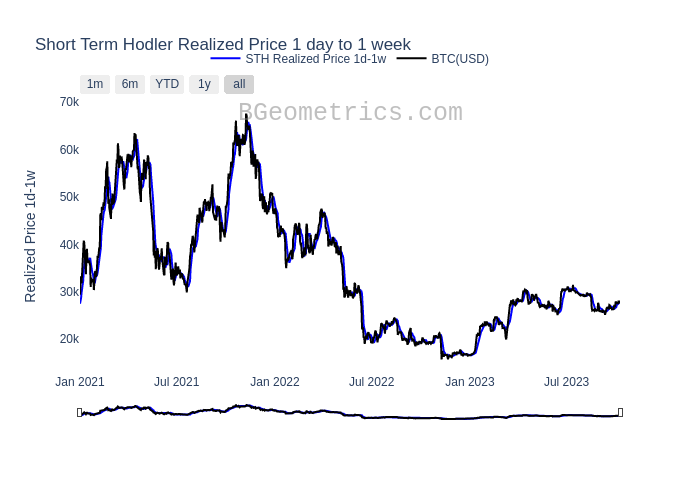 Short Term Hodler Realized Price 1 day to 1 week
STH Realized Price 1d-1w
BTC(USD)
1m
6m
YTD
1y
all
BGeometrics.com
Realized Price 1d-1w
70k
60k
50k
40k
30k
20k
Jan 2021
Jul 2021
Jan 2022
Jul 2022
Jan 2023
Jul 2023